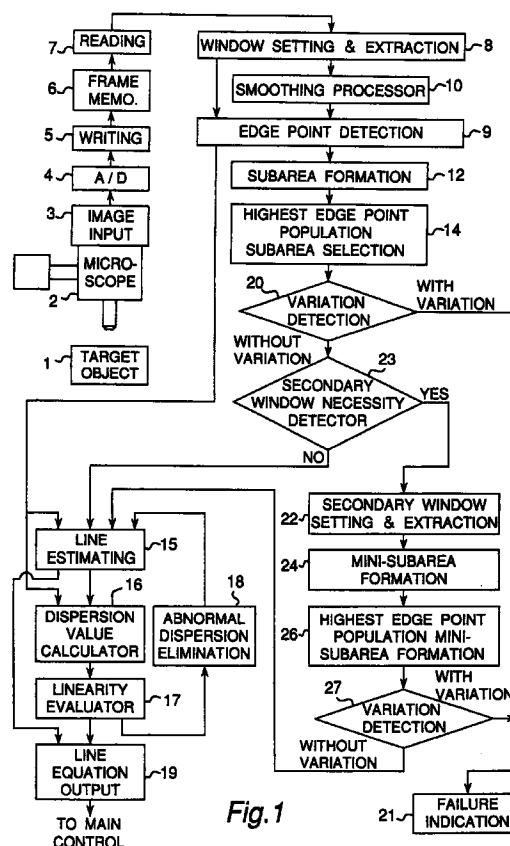 7
READING
6
FRAME
MEMO.
5
WRITING
4
A/D
3
IMAGE
INPUT
MICRO-
SCOPE
2
1
TARGET
OBJECT
WINDOW SETTING & EXTRACTION
8
SMOOTHING PROCESSOR
10
EDGE POINT DETECTION
9
SUBAREA FORMATION
12
HIGHEST EDGE POINT
POPULATION
SUBAREA SELECTION
14
20
VARIATION
DETECTION
WITH
VARIATION
WITHOUT
VARIATION
23
SECONDARY
WINDOW NECESSITY
DETECTOR
YES
NO
22
SECONDARY WINDOW
SETTING & EXTRACTION
24
MINI-SUBAREA
FORMATION
26
HIGHEST EDGE POINT
POPULATION MINI-
SUBAREA FORMATION
27
VARIATION
DETECTION
WITH
VARIATION
WITHOUT
VARIATION
21
FAILURE
INDICATION
LINE
ESTIMATING
15
16
DISPERSION
VALUE
CALCULATOR
18
ABNORMAL
DISPERSION
ELIMINATION
LINEARITY
EVALUATOR
17
LINE
EQUATION
OUTPUT
19
TO MAIN
CONTROL
Fig.1